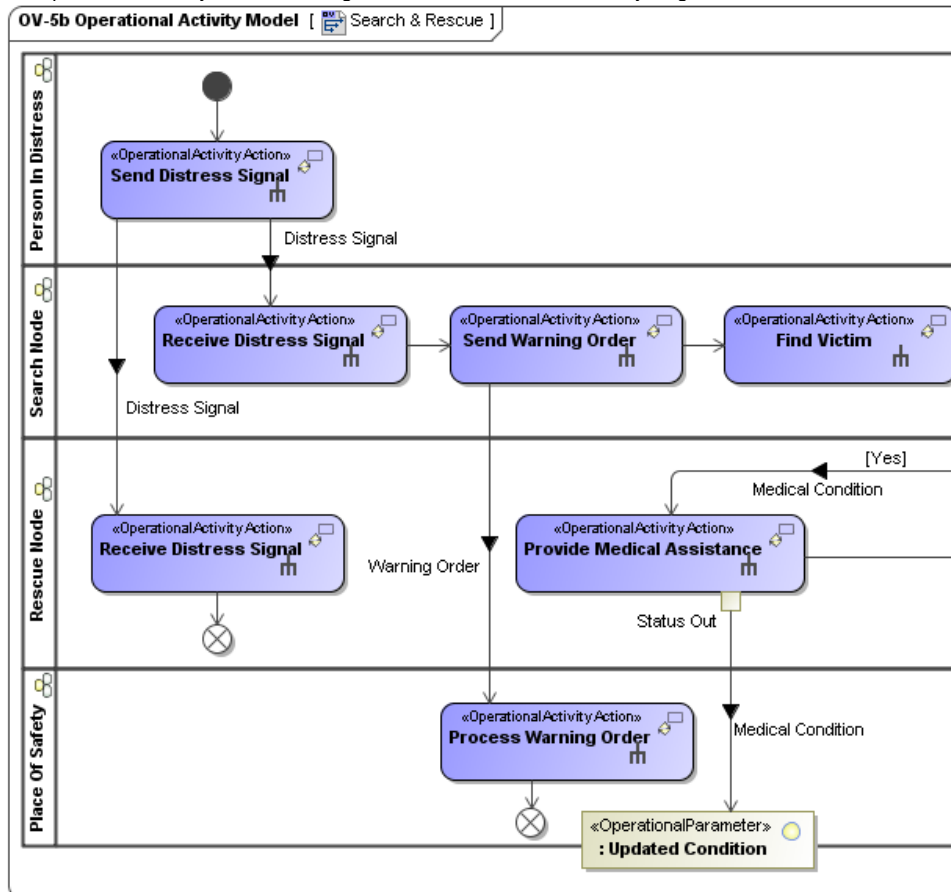 OV-5b Operational Activity Model [ Search & Rescue ]
Person In Distress
«OperationalActivityAction»
Send Distress Signal
Distress Signal
Search Node
«OperationalActivityAction»
Receive Distress Signal
«OperationalActivityAction»
Send Warning Order
«OperationalActivityAction»
Find Victim
Distress Signal
Rescue Node
[Yes]
Medical Condition
«OperationalActivityAction»
Receive Distress Signal
Warning Order
«OperationalActivityAction»
Provide Medical Assistance
Status Out
Place Of Safety
«OperationalActivityAction»
Process Warning Order
Medical Condition
«OperationalParameter»
: Updated Condition